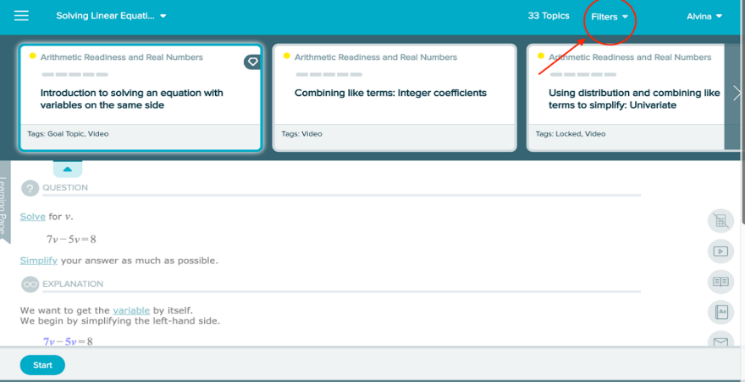 Solving Linear Equati...
33 Topics
Filters
Alvina
Arithmetic Readiness and Real Numbers
Introduction to solving an equation with
variables on the same side
Tags: Goal Topic, Video
Arithmetic Readiness and Real Numbers
Combining like terms: Integer coefficients
Tags: Video
Arithmetic Readiness and Real Numbers
Using distribution and combining like
terms to simplify: Univariate
Tags: Locked, Video
Learning Page
? QUESTION
Solve for v.
7v−5v=8
Simplify your answer as much as possible.
EXPLANATION
We want to get the variable by itself.
We begin by simplifying the left-hand side.
7v−5v=8
Start